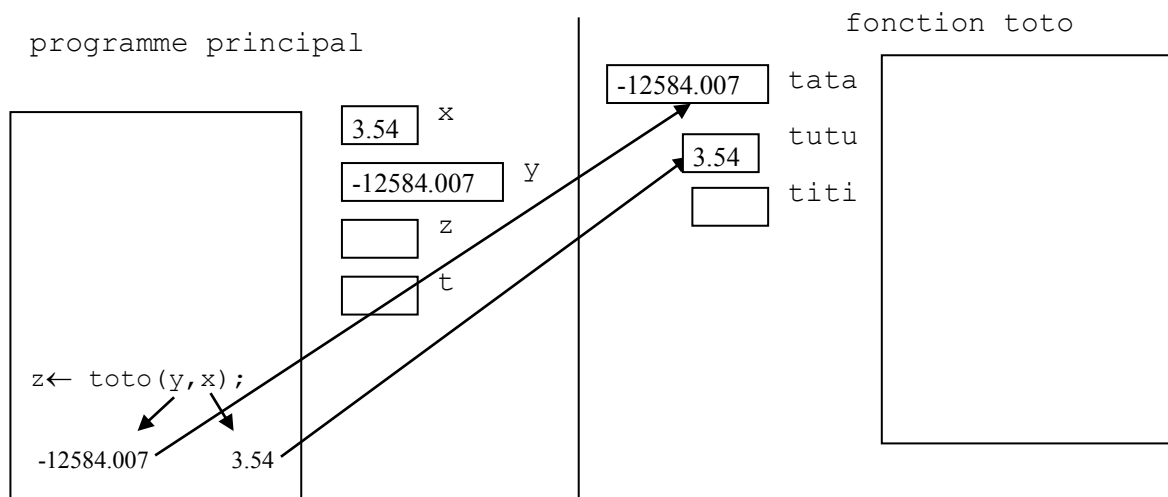 programme principal
fonction toto
3.54 x
-12584.007 y
z
t
z← toto(y,x);
-12584.007 3.54
-12584.007 tata
3.54 tutu
titi